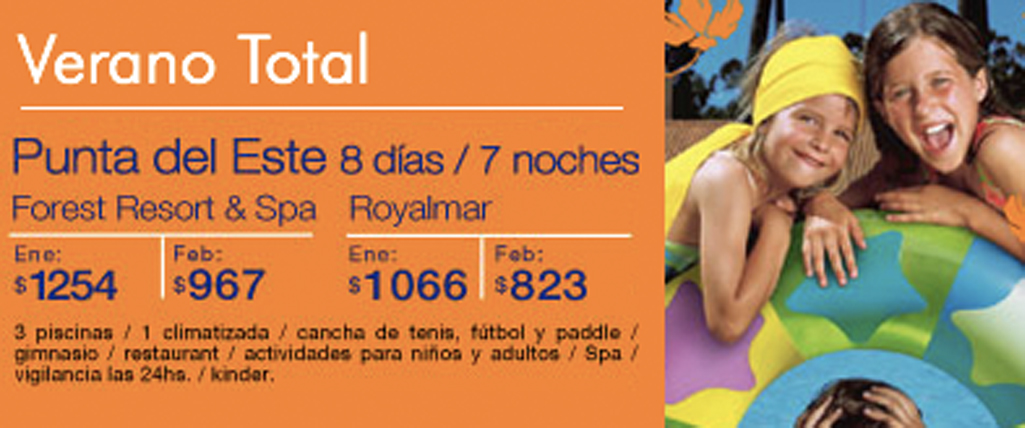 Verano Total
Punta del Este 8 días / 7 noches
Forest Resort & Spa Royalmar
Ene: Feb: Ene: Feb:
$1254 $967 $1066 $823
3 piscinas / 1 climatizada / cancha de tenis, fútbol y paddle /
gimnasio / restaurant / actividades para niños y adultos / Spa /
vigilancia las 24hs. / kinder.